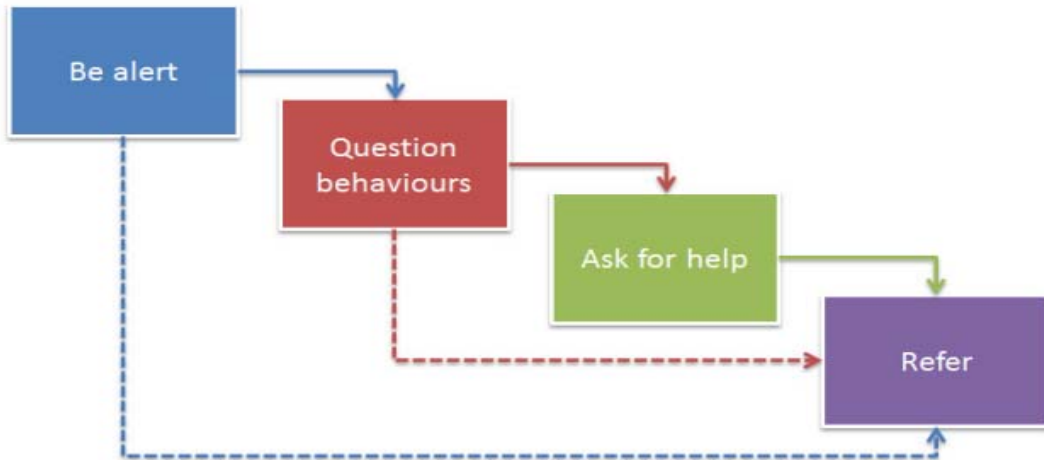 Be alert
Question
behaviours
Ask for help
Refer